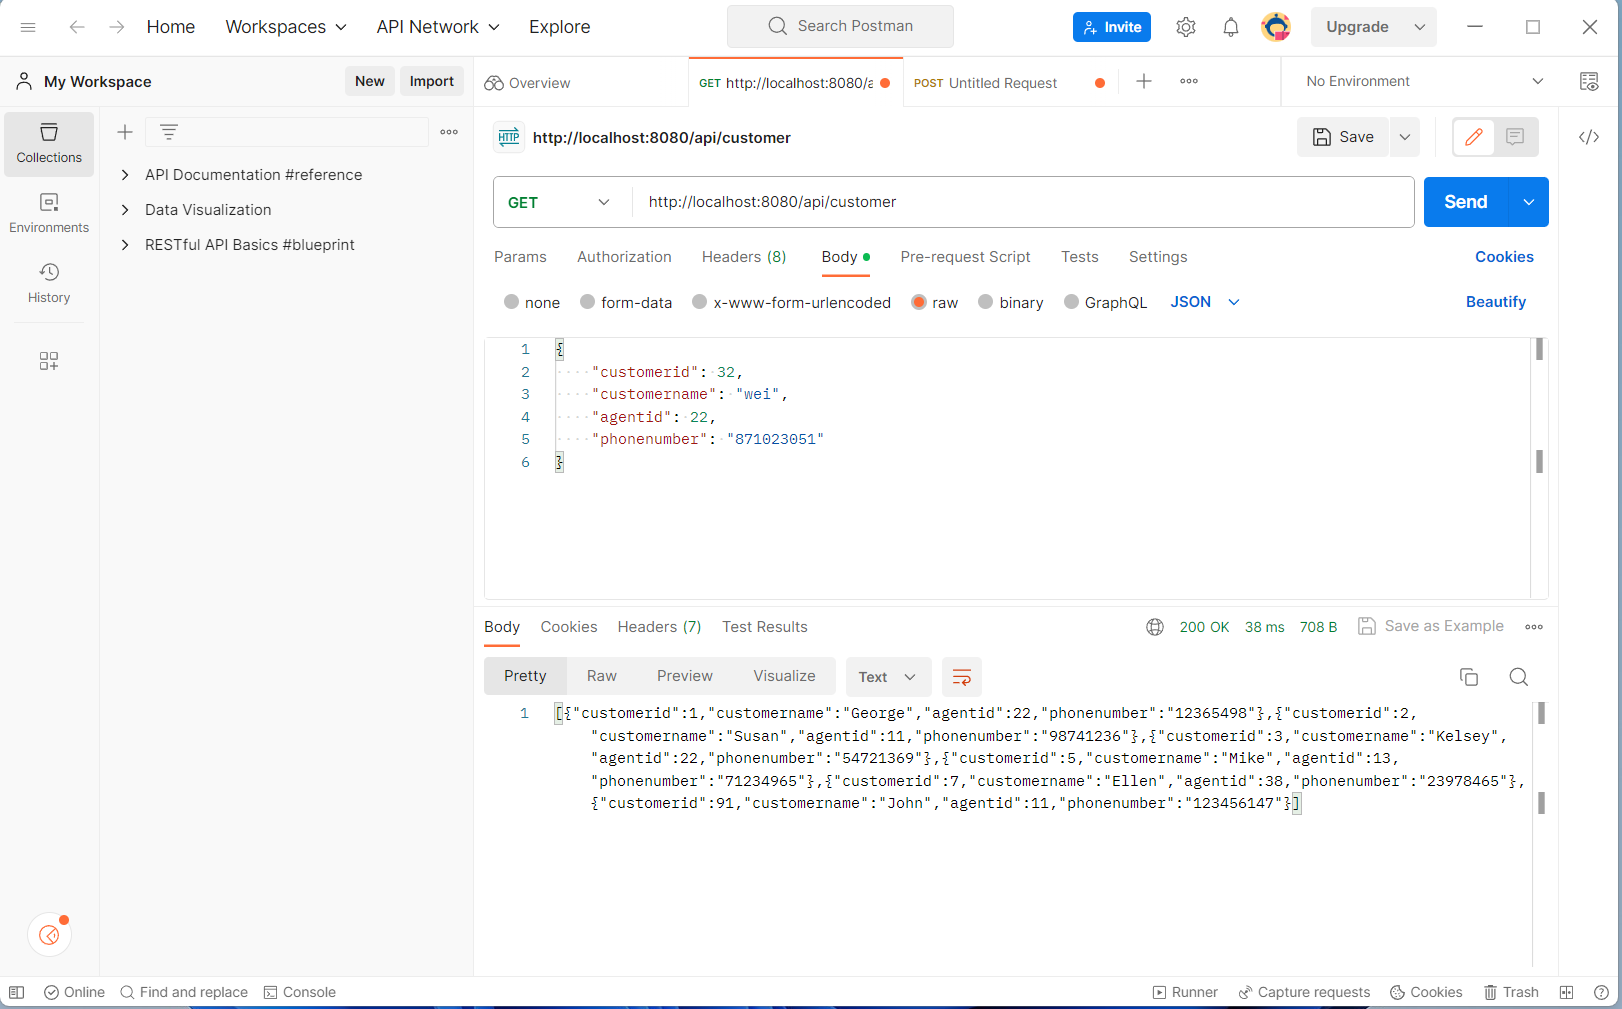 Home
Workspaces
API Network
Explore
Search Postman
Invite
Upgrade
My Workspace
New
Import
Overview
GET http://localhost:8080/a
POST Untitled Request
No Environment
Collections
Environments
History
API Documentation #reference
Data Visualization
RESTful API Basics #blueprint
HTTP
http://localhost:8080/api/customer
Save
GET
http://localhost:8080/api/customer
Send
Params
Authorization
Headers (8)
Body
Pre-request Script
Tests
Settings
Cookies
none
form-data
x-www-form-urlencoded
raw
binary
GraphQL
JSON
Beautify
1 {
2 "customerid": 32,
3 "customername": "wei",
4 "agentid": 22,
5 "phonenumber": "871023051"
6 }
Body
Cookies
Headers (7)
Test Results
200 OK
38 ms
708 B
Save as Example
Pretty
Raw
Preview
Visualize
Text
1 [{"customerid":1,"customername":"George","agentid":22,"phonenumber":"12365498"},{"customerid":2,
"customername":"Susan","agentid":11,"phonenumber":"98741236"},{"customerid":3,"customername":"Kelsey",
"agentid":22,"phonenumber":"54721369"},{"customerid":5,"customername":"Mike","agentid":13,
"phonenumber":"71234965"},{"customerid":7,"customername":"Ellen","agentid":38,"phonenumber":"23978465"},
{"customerid":91,"customername":"John","agentid":11,"phonenumber":"123456147"}]
Online
Find and replace
Console
Runner
Capture requests
Cookies
Trash